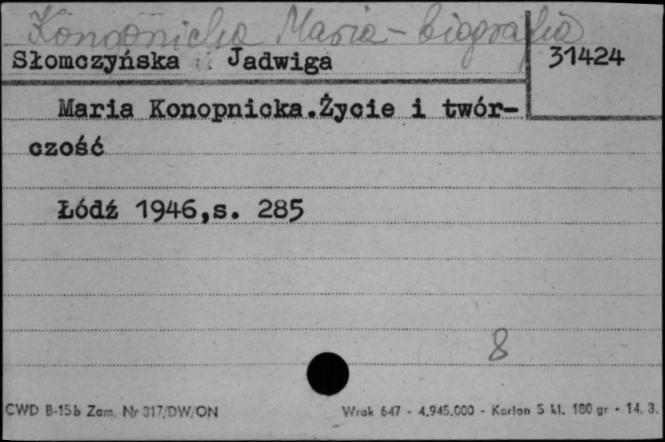 Konopnicka Maria - biografia
Słomczyńska Jadwiga 31424
Maria Konopnicka.Życie i twór-
czość
Łódź 1946,s. 285
8
CWD B-15b Zam. Nr 317/DW/ON Wrak 647 - 4.945.000 - Karton 5 kl. 180 gr - 14. 3.